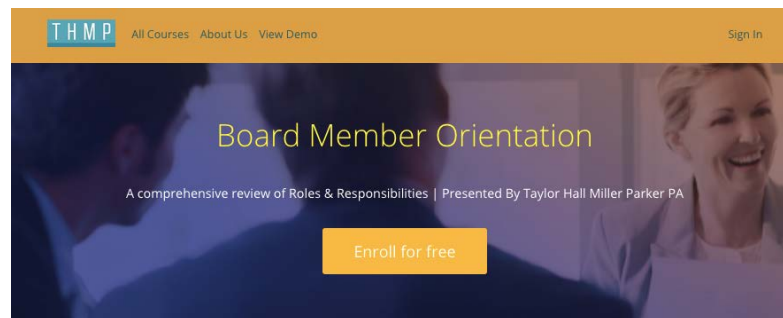 THMP All Courses About Us View Demo Sign In
Board Member Orientation
A comprehensive review of Roles & Responsibilities | Presented By Taylor Hall Miller Parker PA
Enroll for free